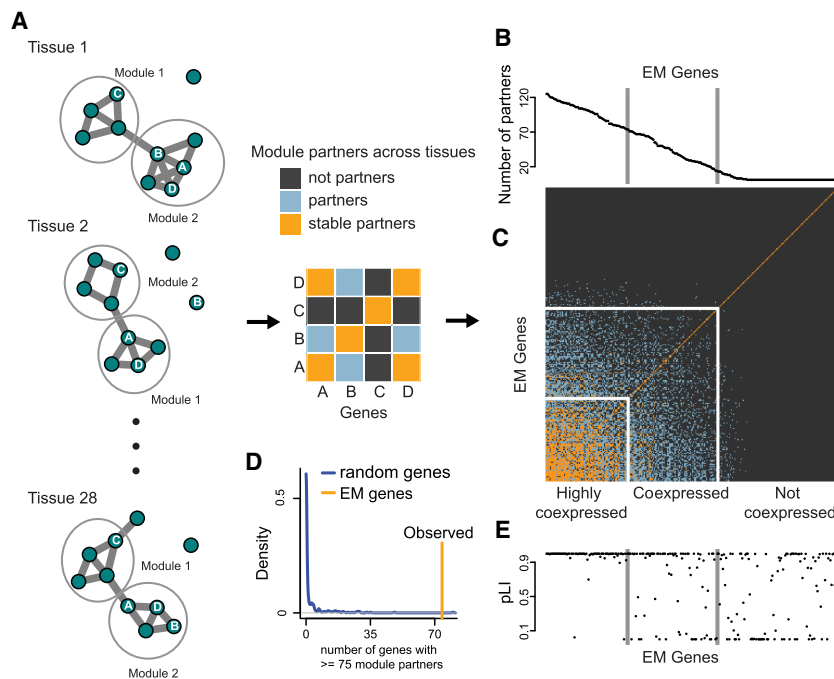 A
Tissue 1
Module 1
C
B
A
D
Module 2
Tissue 2
Module 2
C
B
A
D
Module 1
Tissue 28
Module 1
C
A
D
B
Module 2
Module partners across tissues
not partners
partners
stable partners
D
C
B
A
A B C D
Genes
B
EM Genes
Number of partners
120
70
20
C
EM Genes
Highly coexpressed
Coexpressed
Not coexpressed
D
random genes
EM genes
Observed
Density
0.5
0
0 35 70
number of genes with
>= 75 module partners
E
pLI
0.9
0.5
0.1
EM Genes